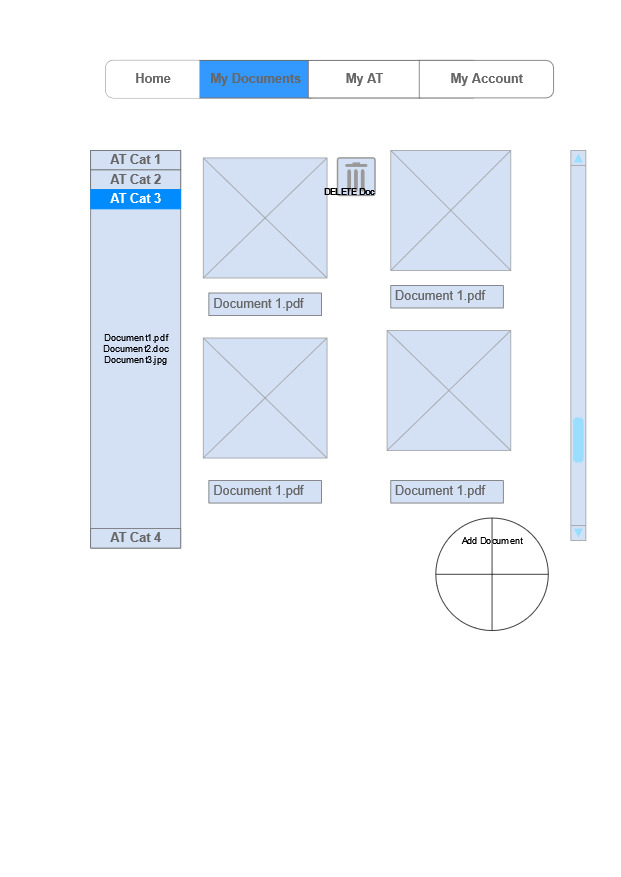 Home
My Documents
My AT
My Account
AT Cat 1
AT Cat 2
AT Cat 3
Document1.pdf
Document2.doc
Document3.jpg
AT Cat 4
DELETE Doc
Document 1.pdf
Document 1.pdf
Document 1.pdf
Document 1.pdf
Add Document